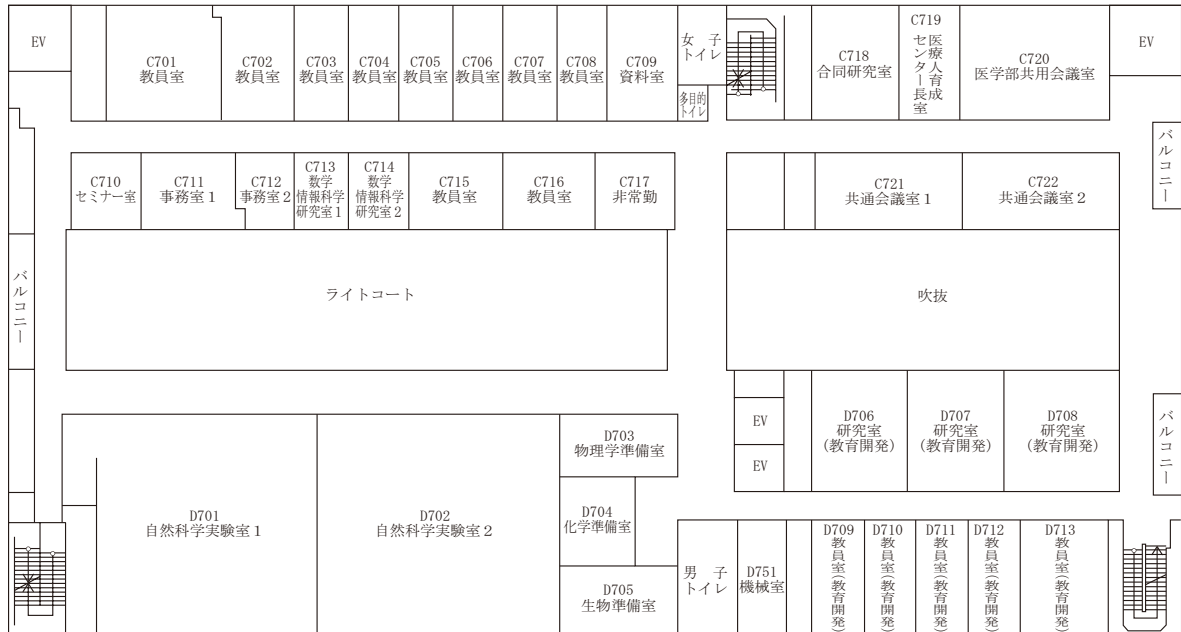 EV
C701
教員室
C702
教員室
C703
教員室
C704
教員室
C705
教員室
C706
教員室
C707
教員室
C708
教員室
C709
資料室
女 子
トイレ
多目的
トイレ
C718
合同研究室
C719
医療人育成
センター長室
C720
医学部共用会議室
EV
バルコニー
C710
セミナー室
C711
事務室1
C712
事務室2
C713
数学
情報科学
研究室1
C714
数学
情報科学
研究室2
C715
教員室
C716
教員室
C717
非常勤
C721
共通会議室1
C722
共通会議室2
バルコニー
ライトコート
吹抜
EV
EV
D706
研究室
(教育開発)
D707
研究室
(教育開発)
D708
研究室
(教育開発)
バルコニー
D701
自然科学実験室1
D702
自然科学実験室2
D703
物理学準備室
D704
化学準備室
D705
生物準備室
男 子
トイレ
D751
機械室
D709
教員室(教育開発)
D710
教員室(教育開発)
D711
教員室(教育開発)
D712
教員室(教育開発)
D713
教員室(教育開発)